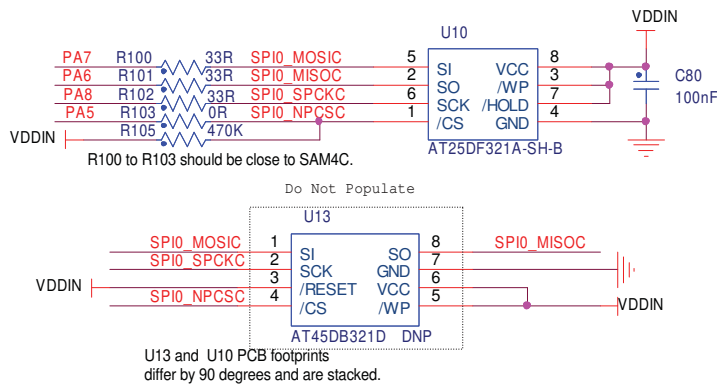 VDDIN
U10
PA7 R100 33R SPI0_MOSIC 5 SI VCC 8
PA6 R101 33R SPI0_MISOC 2 SO /WP 3
PA8 R102 33R SPI0_SPCKC 6 SCK /HOLD 7
PA5 R103 0R SPI0_NPCSC 1 /CS GND 4
C80
100nF
VDDIN R105 470K
AT25DF321A-SH-B
R100 to R103 should be close to SAM4C.
Do Not Populate
U13
SPI0_MOSIC 1 SI SO 8 SPI0_MISOC
SPI0_SPCKC 2 SCK GND 7
VDDIN 3 /RESET VCC 6
SPI0_NPCSC 4 /CS /WP 5 VDDIN
AT45DB321D DNP
U13 and U10 PCB footprints
differ by 90 degrees and are stacked.